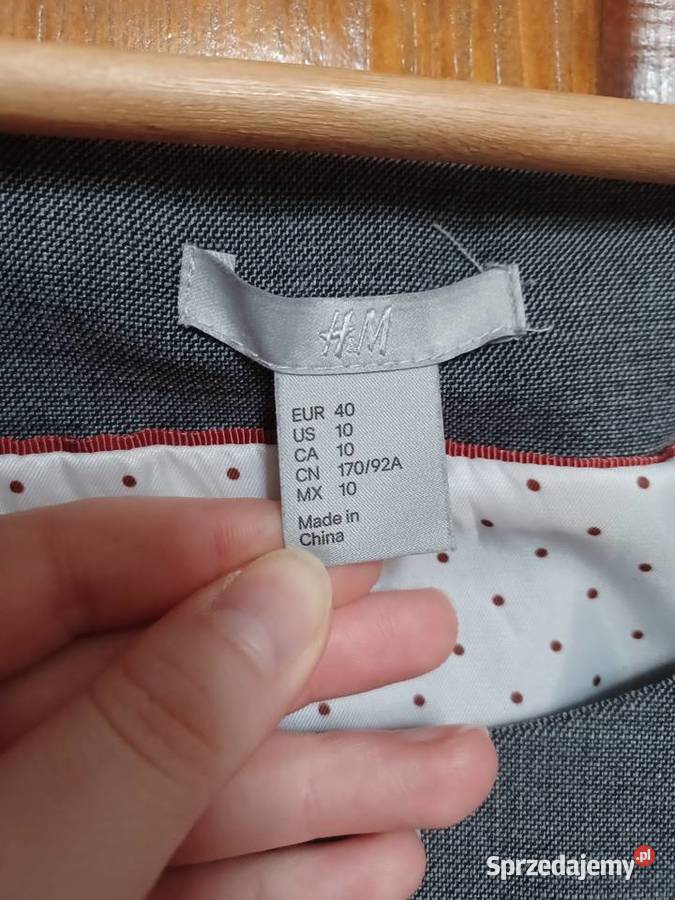 H&M
EUR 40
US 10
CA 10
CN 170/92A
MX 10
Made in
China
Sprzedajemy.pl